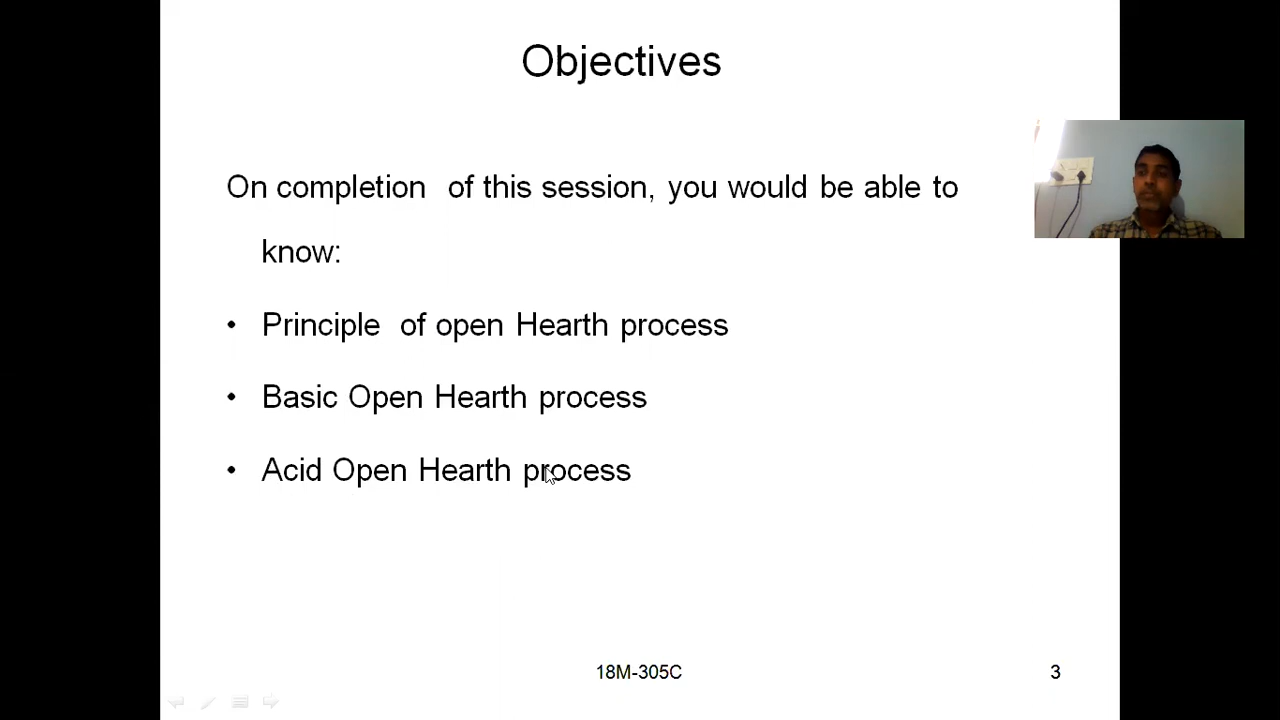 Objectives
On completion of this session, you would be able to
know:
• Principle of open Hearth process
• Basic Open Hearth process
• Acid Open Hearth process
18M-305C
3